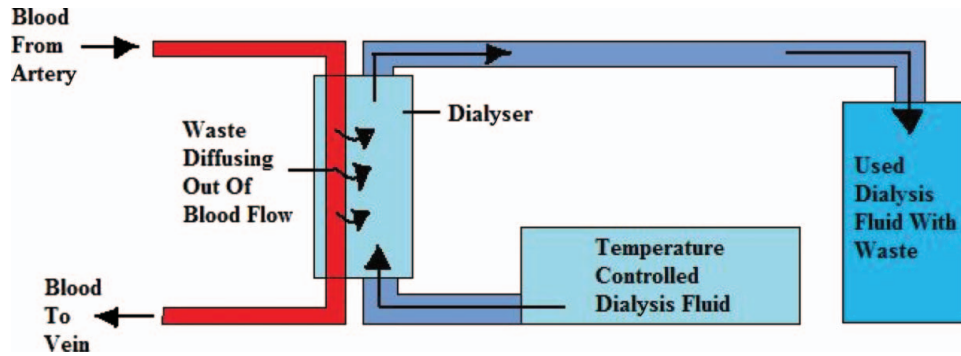 Blood
From
Artery
Dialyser
Waste
Diffusing
Out Of
Blood Flow
Used
Dialysis
Fluid With
Waste
Temperature
Controlled
Dialysis Fluid
Blood
To
Vein